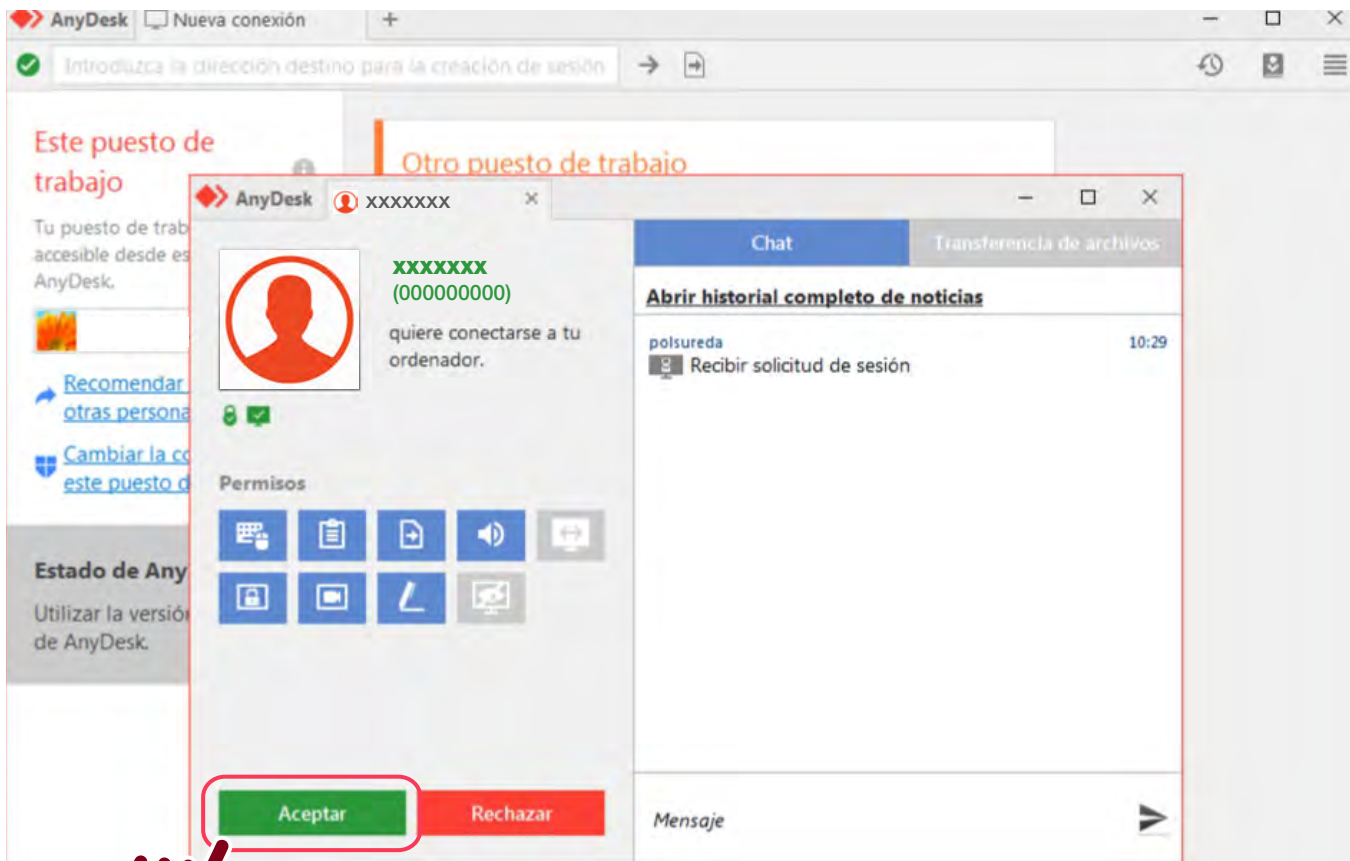 AnyDesk Nueva conexión +
Introduzca la dirección destino para la creación de sesión
Este puesto de
trabajo
Otro puesto de trabajo
Tu puesto de trab
accesible desde es
AnyDesk.
Recomendar
otras persona
Cambiar la co
este puesto d
Estado de Any
Utilizar la versión
de AnyDesk.
AnyDesk xxxxxxx
xxxxxxx
(000000000)
quiere conectarse a tu
ordenador.
Permisos
Aceptar Rechazar
Chat Transferencia de archivos
Abrir historial completo de noticias
polsureda 10:29
Recibir solicitud de sesión
Mensaje